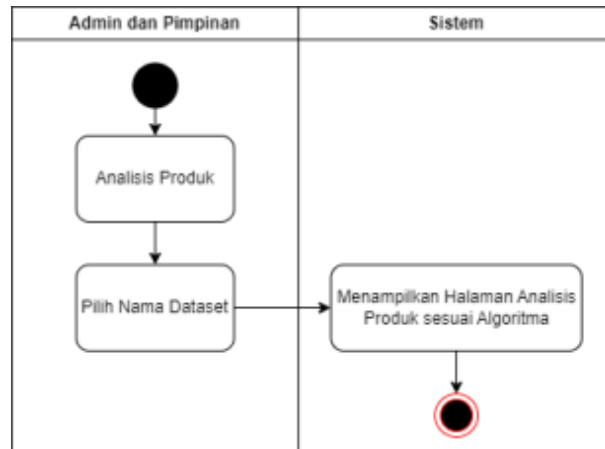 Admin dan Pimpinan
Sistem
Analisis Produk
Pilih Nama Dataset
Menampilkan Halaman Analisis
Produk sesuai Algoritma